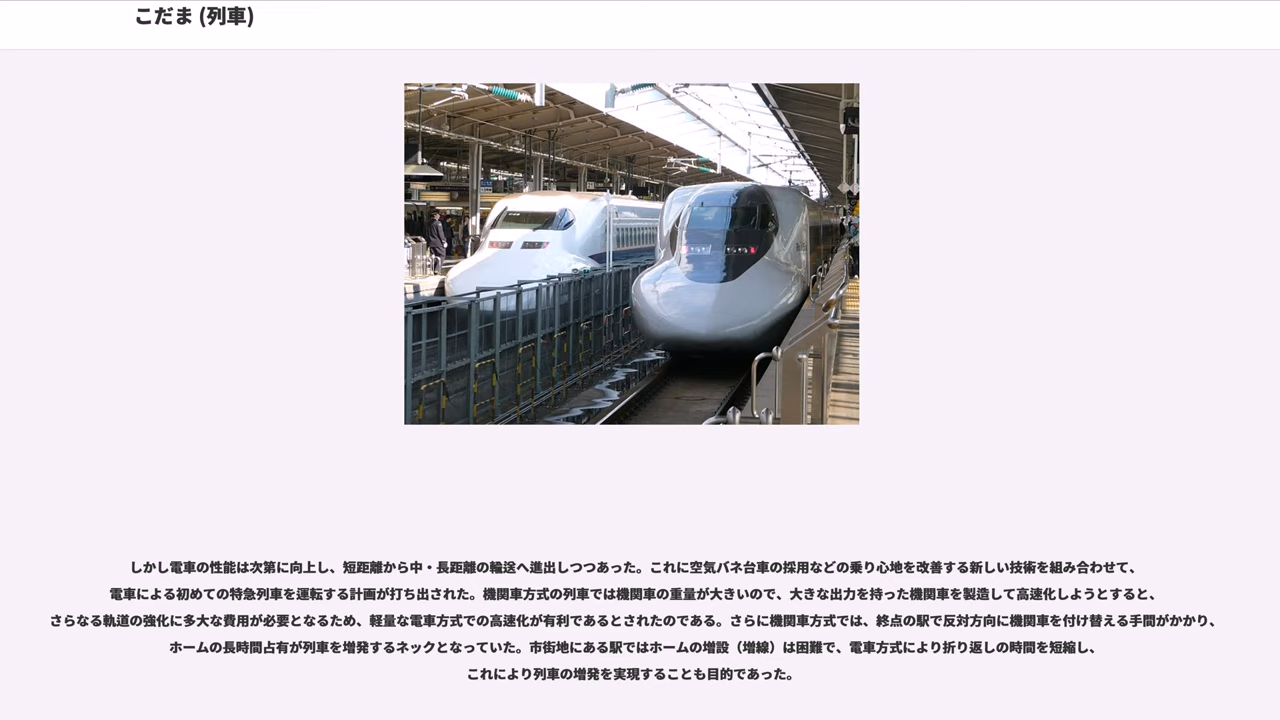 こだま (列車)
しかし電車の性能は次第に向上し、短距離から中・長距離の輸送へ進出しつつあった。これに空気バネ台車の採用などの乗り心地を改善する新しい技術を組み合わせて、
電車による初めての特急列車を運転する計画が打ち出された。機関車方式の列車では機関車の重量が大きいので、大きな出力を持った機関車を製造して高速化しようとすると、
さらなる軌道の強化に多大な費用が必要となるため、軽量な電車方式での高速化が有利であるとされたのである。さらに機関車方式では、終点の駅で反対方向に機関車を付け替える手間がかかり、
ホームの長時間占有が列車を増発するネックとなっていた。市街地にある駅ではホームの増設（増線）は困難で、電車方式により折り返しの時間を短縮し、
これにより列車の増発を実現することも目的であった。